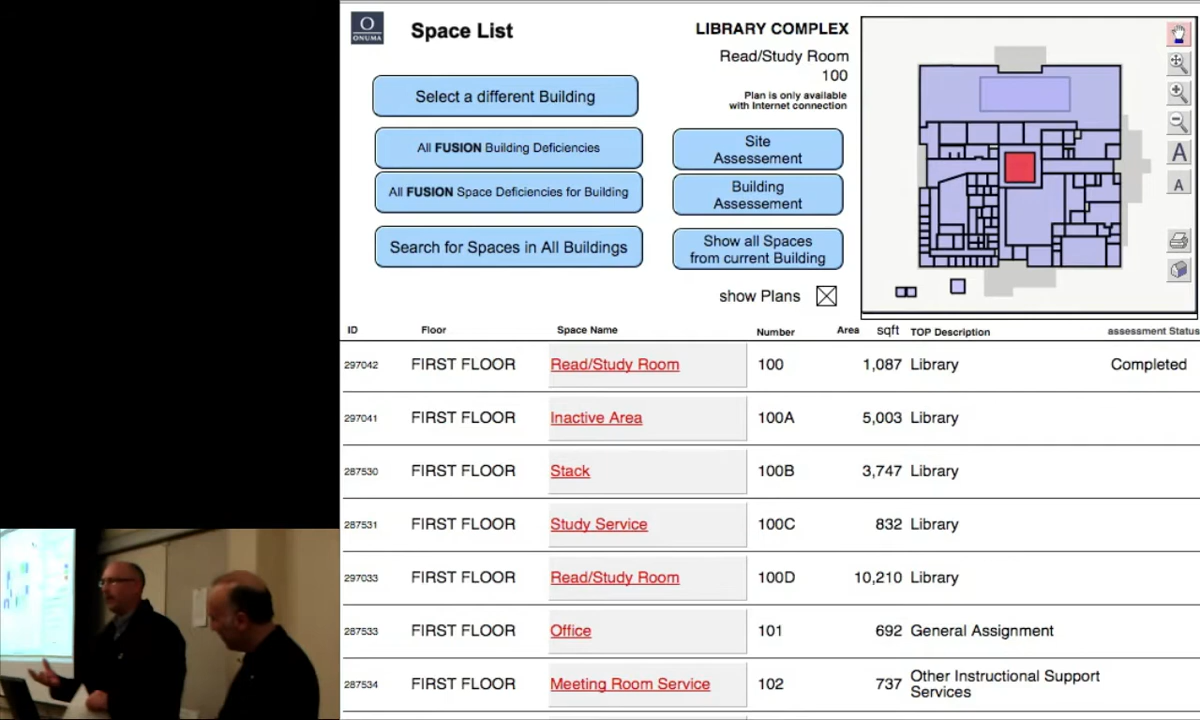 O
ONUMA
Space List
LIBRARY COMPLEX
Read/Study Room
100
Plan is only available
with Internet connection
Select a different Building
All FUSION Building Deficiencies
All FUSION Space Deficiencies for Building
Search for Spaces in All Buildings
Site
Assessement
Building
Assessement
Show all Spaces
from current Building
show Plans
A
A
ID Floor Space Name Number Area sqft TOP Description assessment Status
297042 FIRST FLOOR Read/Study Room 100 1,087 Library Completed
297041 FIRST FLOOR Inactive Area 100A 5,003 Library
287530 FIRST FLOOR Stack 100B 3,747 Library
287531 FIRST FLOOR Study Service 100C 832 Library
297033 FIRST FLOOR Read/Study Room 100D 10,210 Library
287533 FIRST FLOOR Office 101 692 General Assignment
287534 FIRST FLOOR Meeting Room Service 102 737 Other Instructional Support
Services